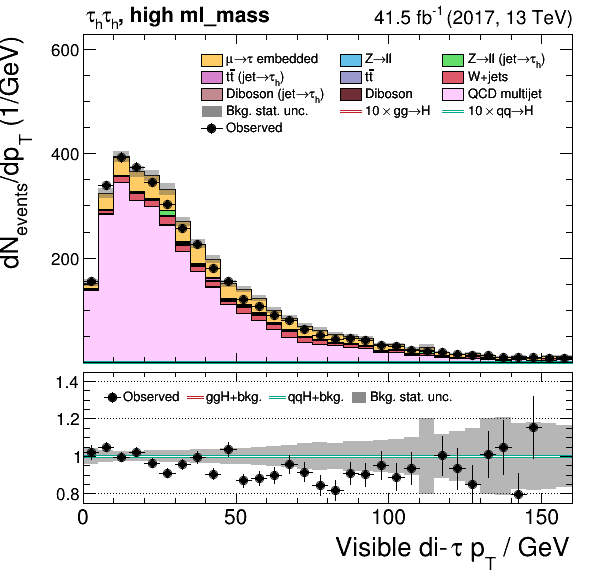 τhτh, high ml_mass
41.5 fb-1 (2017, 13 TeV)
dNevents/dpT (1/GeV)
600
400
200
μ→τ embedded
Z→ll
Z→ll (jet→τh)
tt̄ (jet→τh)
tt̄
W+jets
Diboson (jet→τh)
Diboson
QCD multijet
Bkg. stat. unc.
10×gg→H
10×qq→H
Observed
1.4
1.2
1
0.8
Observed
ggH+bkg.
qqH+bkg.
Bkg. stat. unc.
0
50
100
150
Visible di-τ pT / GeV